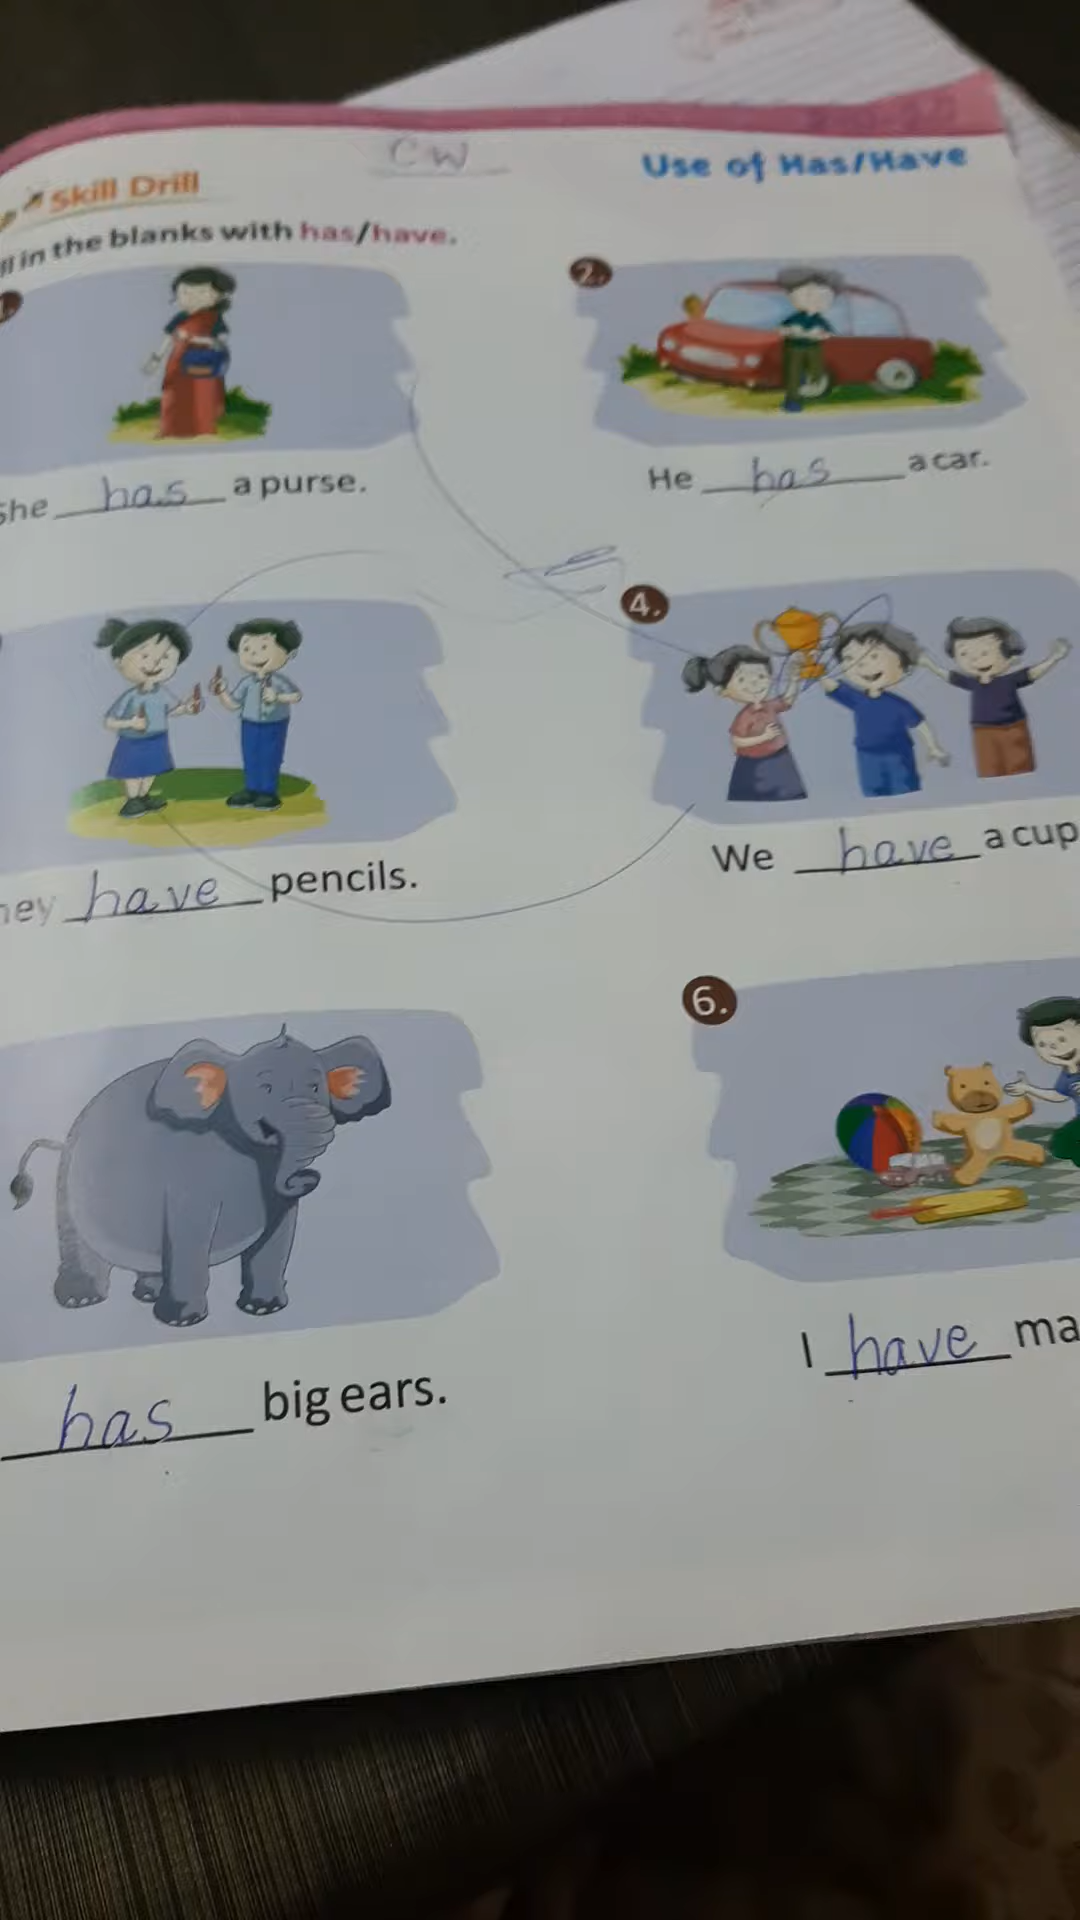 CW
Skill Drill
Use of Has/Have
in the blanks with has/have.
1.
2.
She has a purse.
He has a car.
4.
hey have pencils.
We have a cup
6.
has big ears.
I have ma